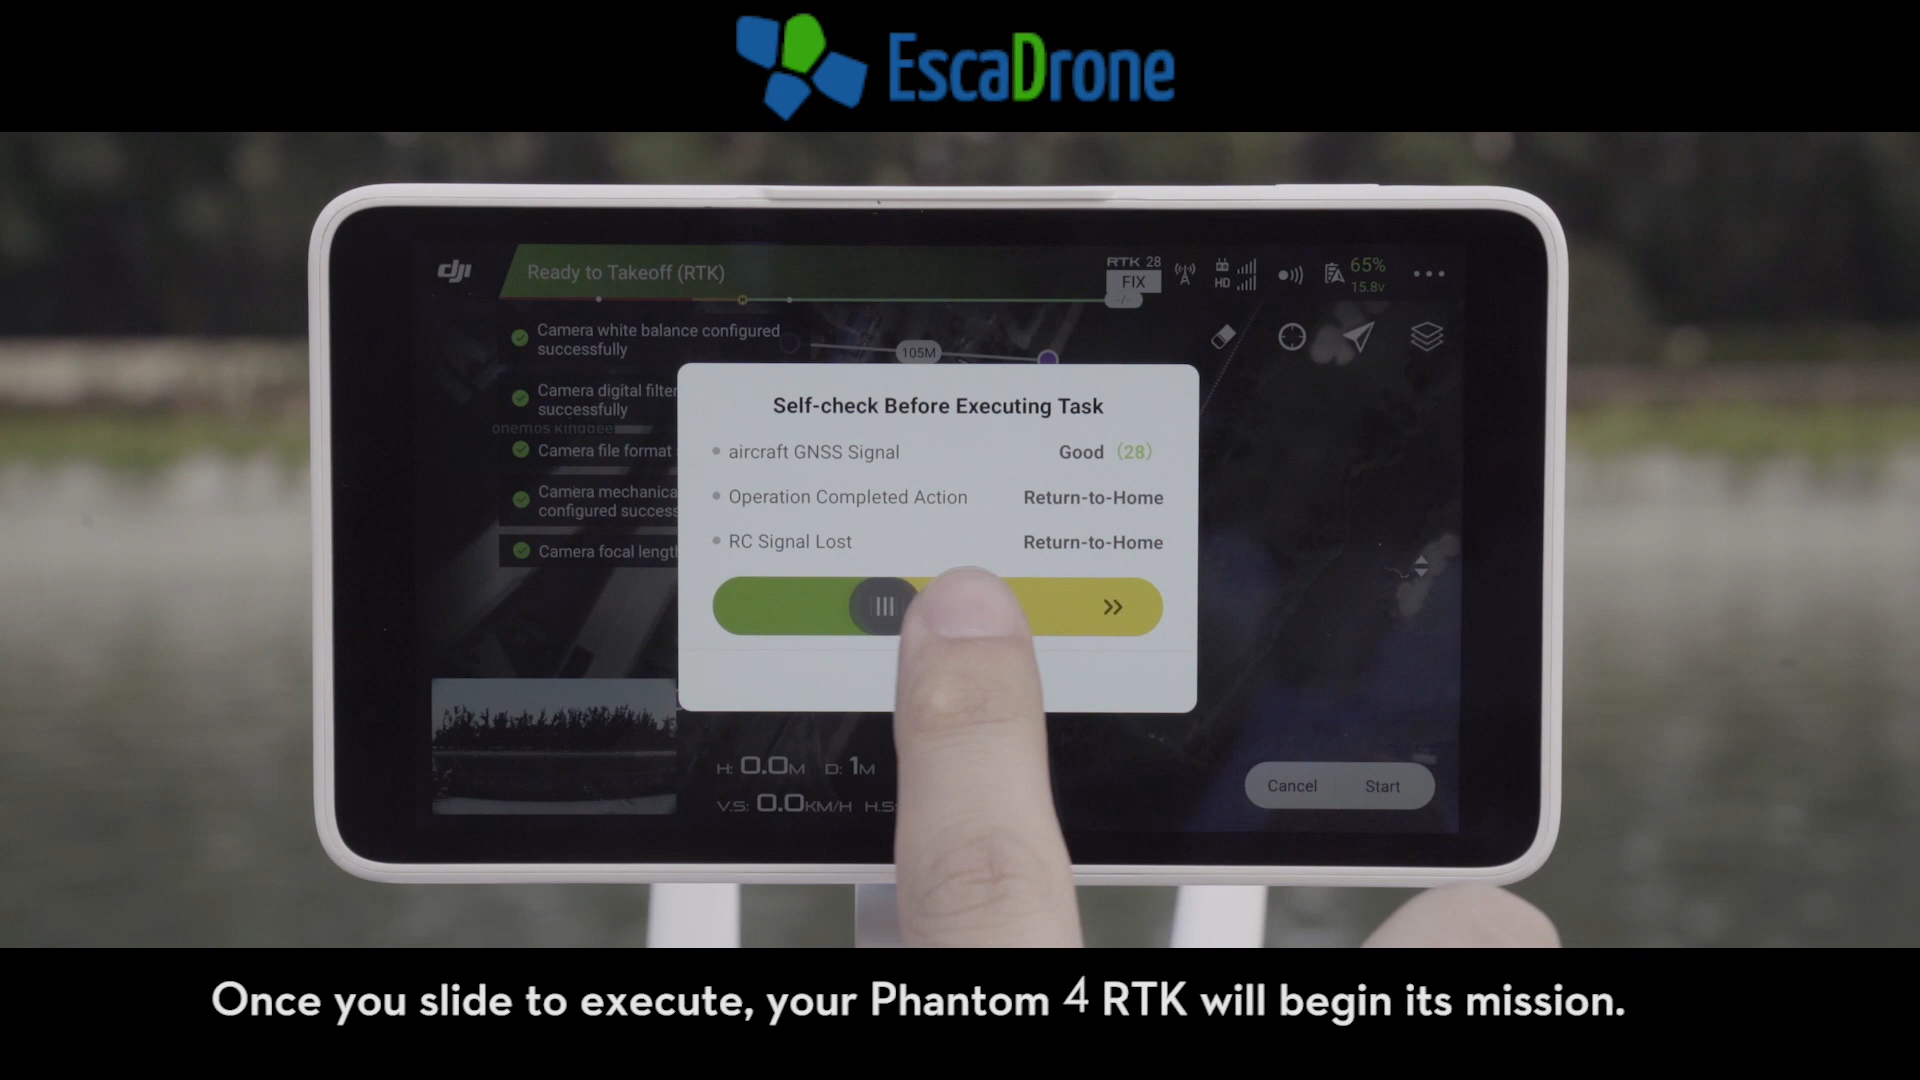 EscaDrone
dji
Ready to Takeoff (RTK)
RTK 28
FIX
HD
65%
15.8v
-/-
Camera white balance configured
successfully
105M
Camera digital filter
successfully
Camera file format
Camera mechanica
configured success
Camera focal lengt
Self-check Before Executing Task
aircraft GNSS Signal Good (28)
Operation Completed Action Return-to-Home
RC Signal Lost Return-to-Home
H: 0.0M D: 1M
V.S: 0.0KM/H H.S
Cancel Start
Once you slide to execute, your Phantom 4 RTK will begin its mission.